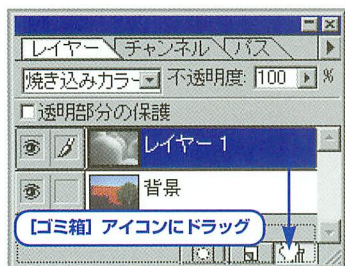 レイヤー チャンネル パス
焼き込みカラー 不透明度: 100 %
透明部分の保護
レイヤー 1
背景
[ゴミ箱] アイコンにドラッグ